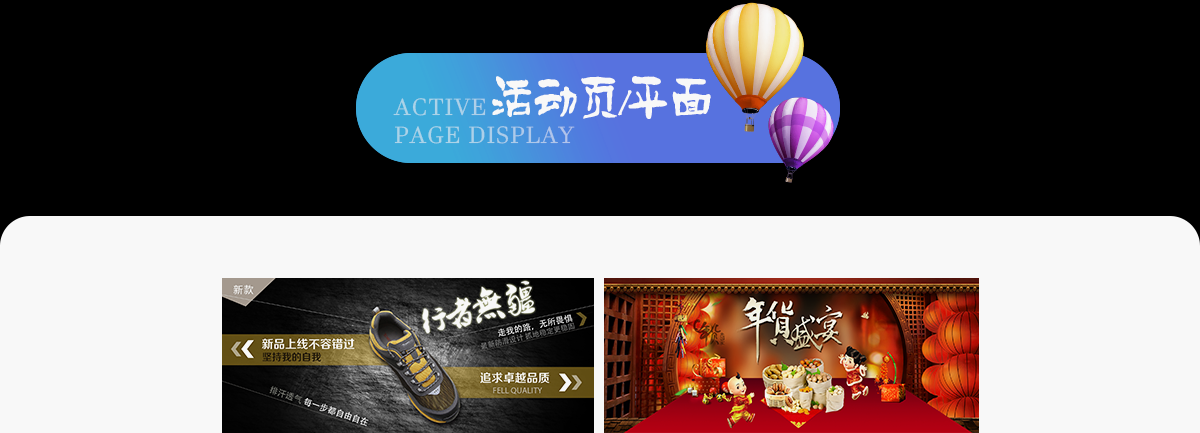 ACTIVE 活动页/平面
PAGE DISPLAY
新款
行者無疆
走我的路，无所畏惧
新品上线不容错过
坚持我的自我
追求卓越品质
FELL QUALITY
排汗透气 每一步都自由自在
年货盛宴